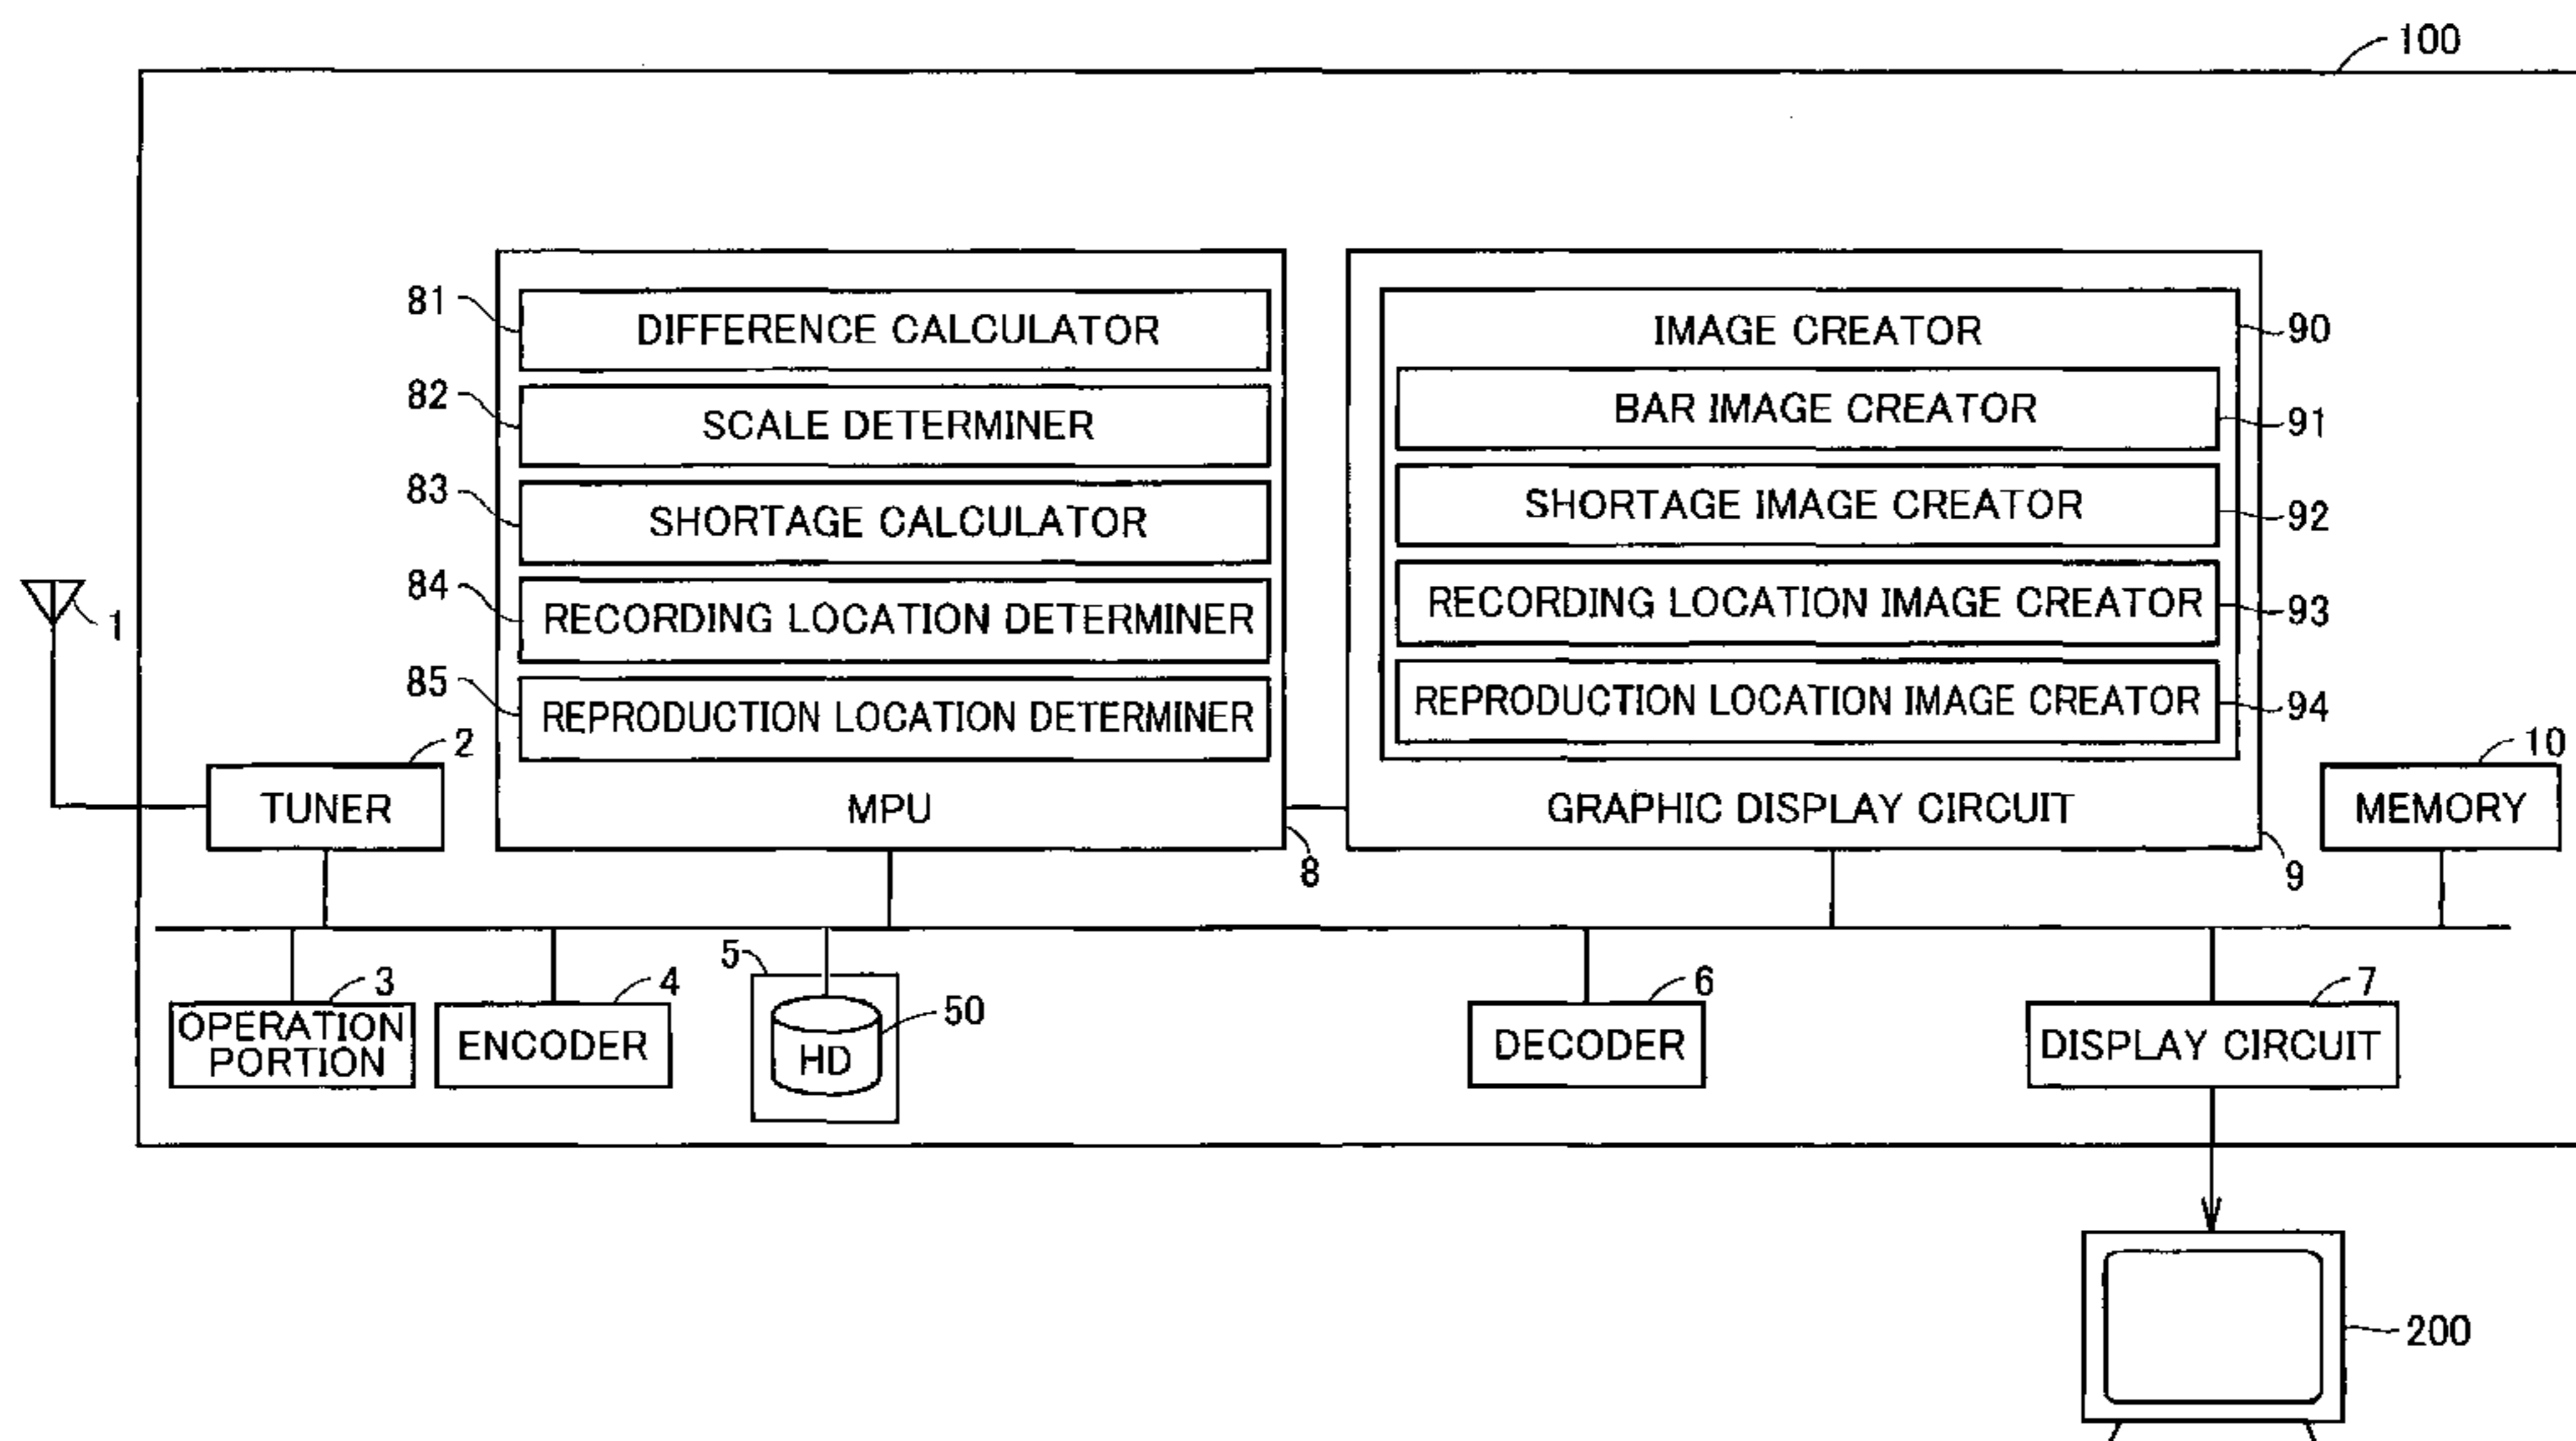 100
81
DIFFERENCE CALCULATOR
82
SCALE DETERMINER
83
SHORTAGE CALCULATOR
84
RECORDING LOCATION DETERMINER
85
REPRODUCTION LOCATION DETERMINER
MPU
8
IMAGE CREATOR
90
BAR IMAGE CREATOR
91
SHORTAGE IMAGE CREATOR
92
RECORDING LOCATION IMAGE CREATOR
93
REPRODUCTION LOCATION IMAGE CREATOR
94
GRAPHIC DISPLAY CIRCUIT
9
1
2
TUNER
10
MEMORY
3
OPERATION
PORTION
4
ENCODER
5
50
HD
6
DECODER
7
DISPLAY CIRCUIT
200